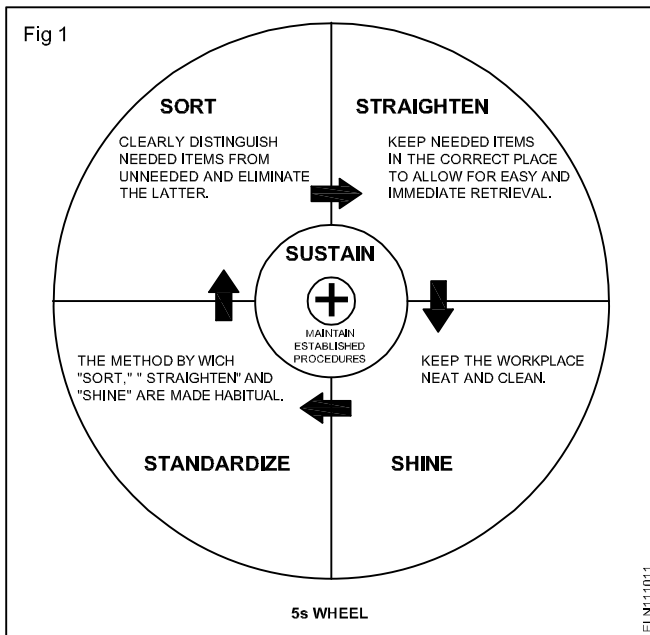 Fig 1
SORT
CLEARLY DISTINGUISH
NEEDED ITEMS FROM
UNNEEDED AND ELIMINATE
THE LATTER.
STRAIGHTEN
KEEP NEEDED ITEMS
IN THE CORRECT PLACE
TO ALLOW FOR EASY AND
IMMEDIATE RETRIEVAL.
SUSTAIN
MAINTAIN
ESTABLISHED
PROCEDURES
KEEP THE WORKPLACE
NEAT AND CLEAN.
SHINE
THE METHOD BY WICH
"SORT," " STRAIGHTEN" AND
"SHINE" ARE MADE HABITUAL.
STANDARDIZE
5s WHEEL
ELN111011